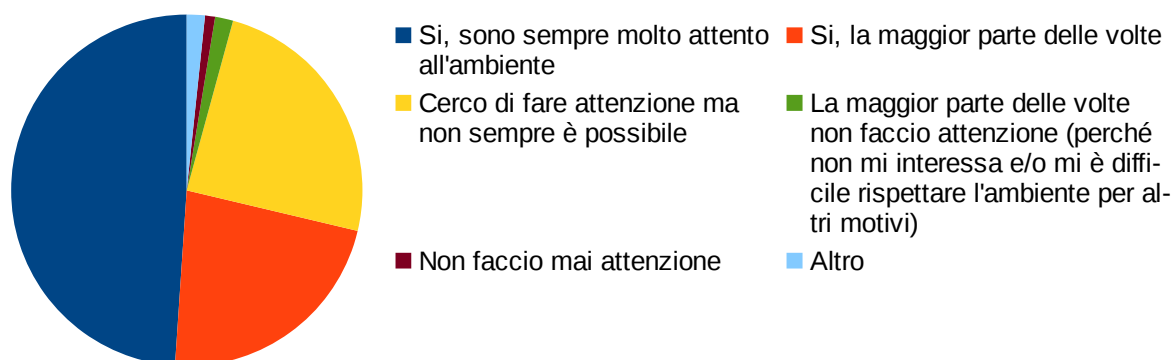 Si, sono sempre molto attento
all'ambiente
Si, la maggior parte delle volte
Cerco di fare attenzione ma
non sempre è possibile
La maggior parte delle volte
non faccio attenzione (perché
non mi interessa e/o mi è diffi-
cile rispettare l'ambiente per al-
tri motivi)
Non faccio mai attenzione
Altro